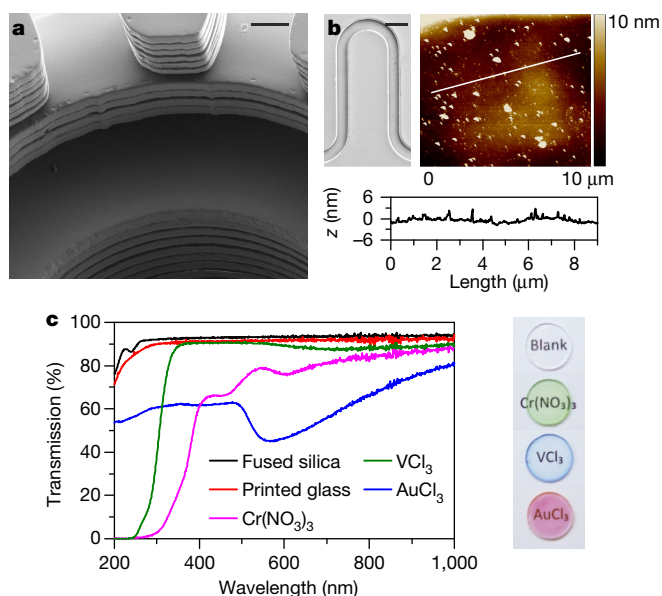 a
b
10 nm
0
0
10 μm
z (nm)
6
0
–6
0
2
4
6
8
Length (μm)
c
Transmission (%)
100
80
60
40
20
0
Fused silica
Printed glass
Cr(NO₃)₃
VCl₃
AuCl₃
200
400
600
800
1,000
Wavelength (nm)
Blank
Cr(NO₃)₃
VCl₃
AuCl₃